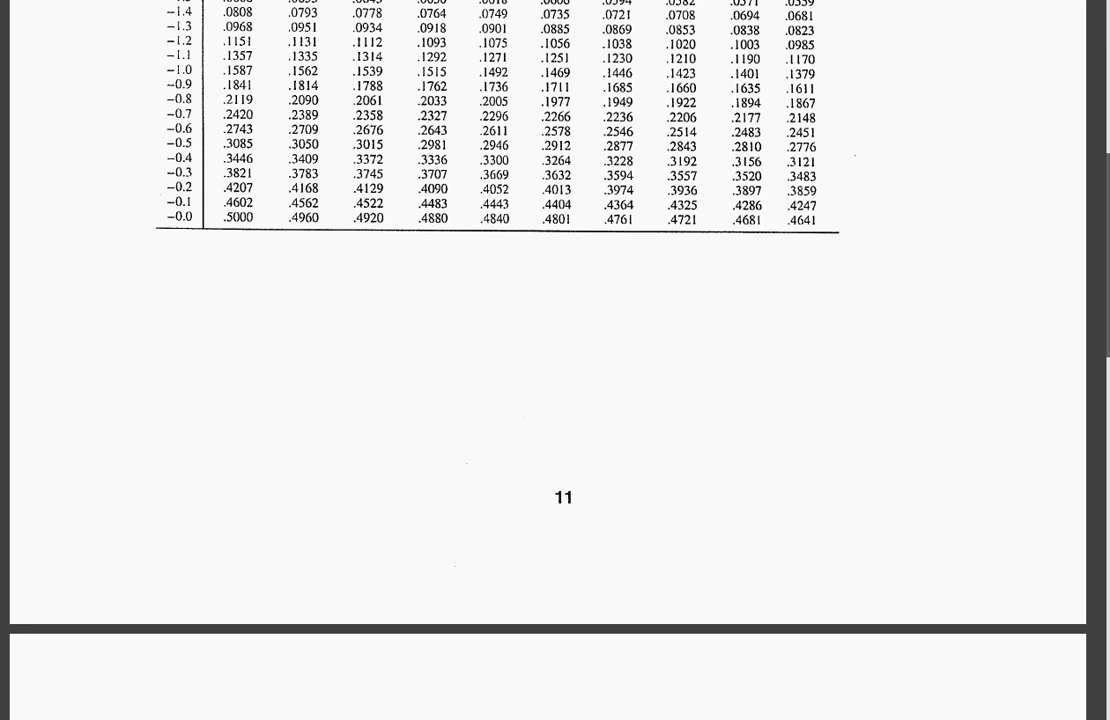 −1.4 .0808 .0793 .0778 .0764 .0749 .0735 .0721 .0708 .0694 .0681
−1.3 .0968 .0951 .0934 .0918 .0901 .0885 .0869 .0853 .0838 .0823
−1.2 .1151 .1131 .1112 .1093 .1075 .1056 .1038 .1020 .1003 .0985
−1.1 .1357 .1335 .1314 .1292 .1271 .1251 .1230 .1210 .1190 .1170
−1.0 .1587 .1562 .1539 .1515 .1492 .1469 .1446 .1423 .1401 .1379
−0.9 .1841 .1814 .1788 .1762 .1736 .1711 .1685 .1660 .1635 .1611
−0.8 .2119 .2090 .2061 .2033 .2005 .1977 .1949 .1922 .1894 .1867
−0.7 .2420 .2389 .2358 .2327 .2296 .2266 .2236 .2206 .2177 .2148
−0.6 .2743 .2709 .2676 .2643 .2611 .2578 .2546 .2514 .2483 .2451
−0.5 .3085 .3050 .3015 .2981 .2946 .2912 .2877 .2843 .2810 .2776
−0.4 .3446 .3409 .3372 .3336 .3300 .3264 .3228 .3192 .3156 .3121
−0.3 .3821 .3783 .3745 .3707 .3669 .3632 .3594 .3557 .3520 .3483
−0.2 .4207 .4168 .4129 .4090 .4052 .4013 .3974 .3936 .3897 .3859
−0.1 .4602 .4562 .4522 .4483 .4443 .4404 .4364 .4325 .4286 .4247
−0.0 .5000 .4960 .4920 .4880 .4840 .4801 .4761 .4721 .4681 .4641
11